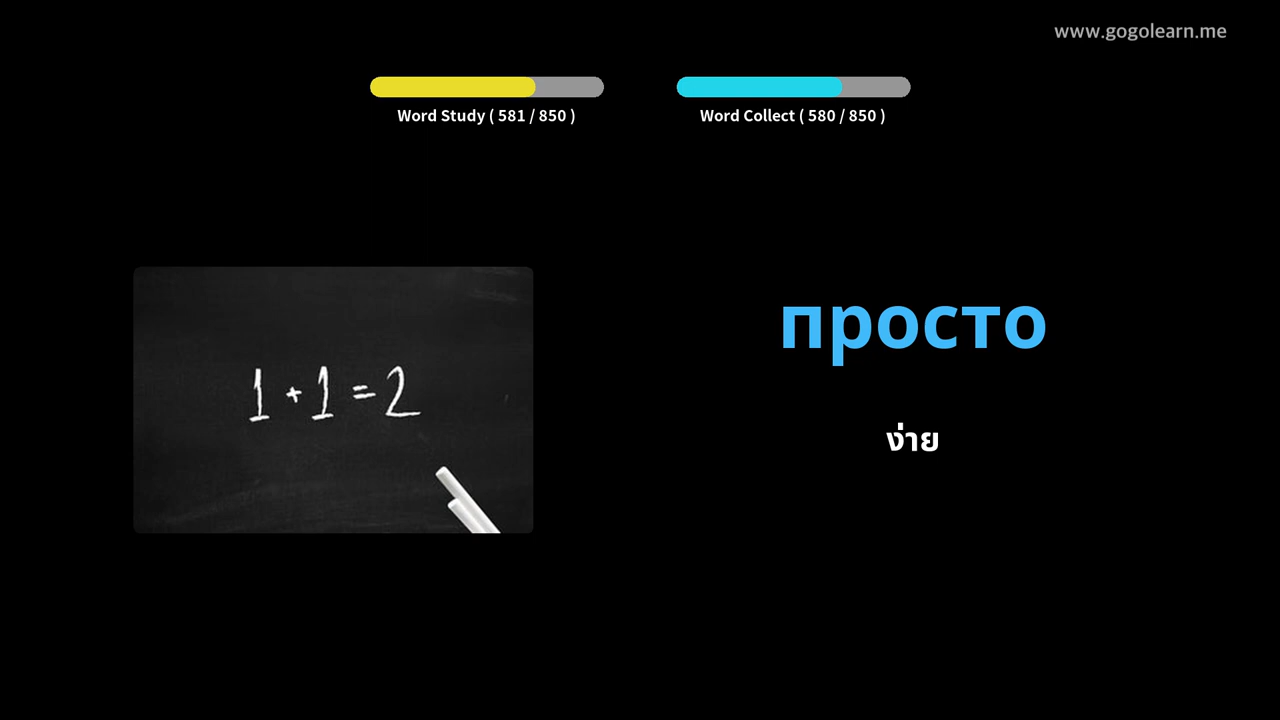 www.gogolearn.me
Word Study ( 581 / 850 )
Word Collect ( 580 / 850 )
1 + 1 = 2
просто
ง่าย